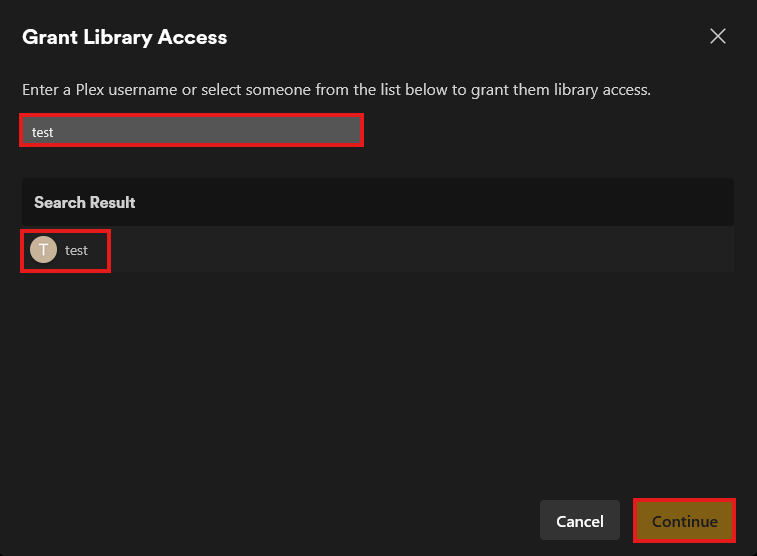 Grant Library Access
Enter a Plex username or select someone from the list below to grant them library access.
test
Search Result
T test
Cancel Continue